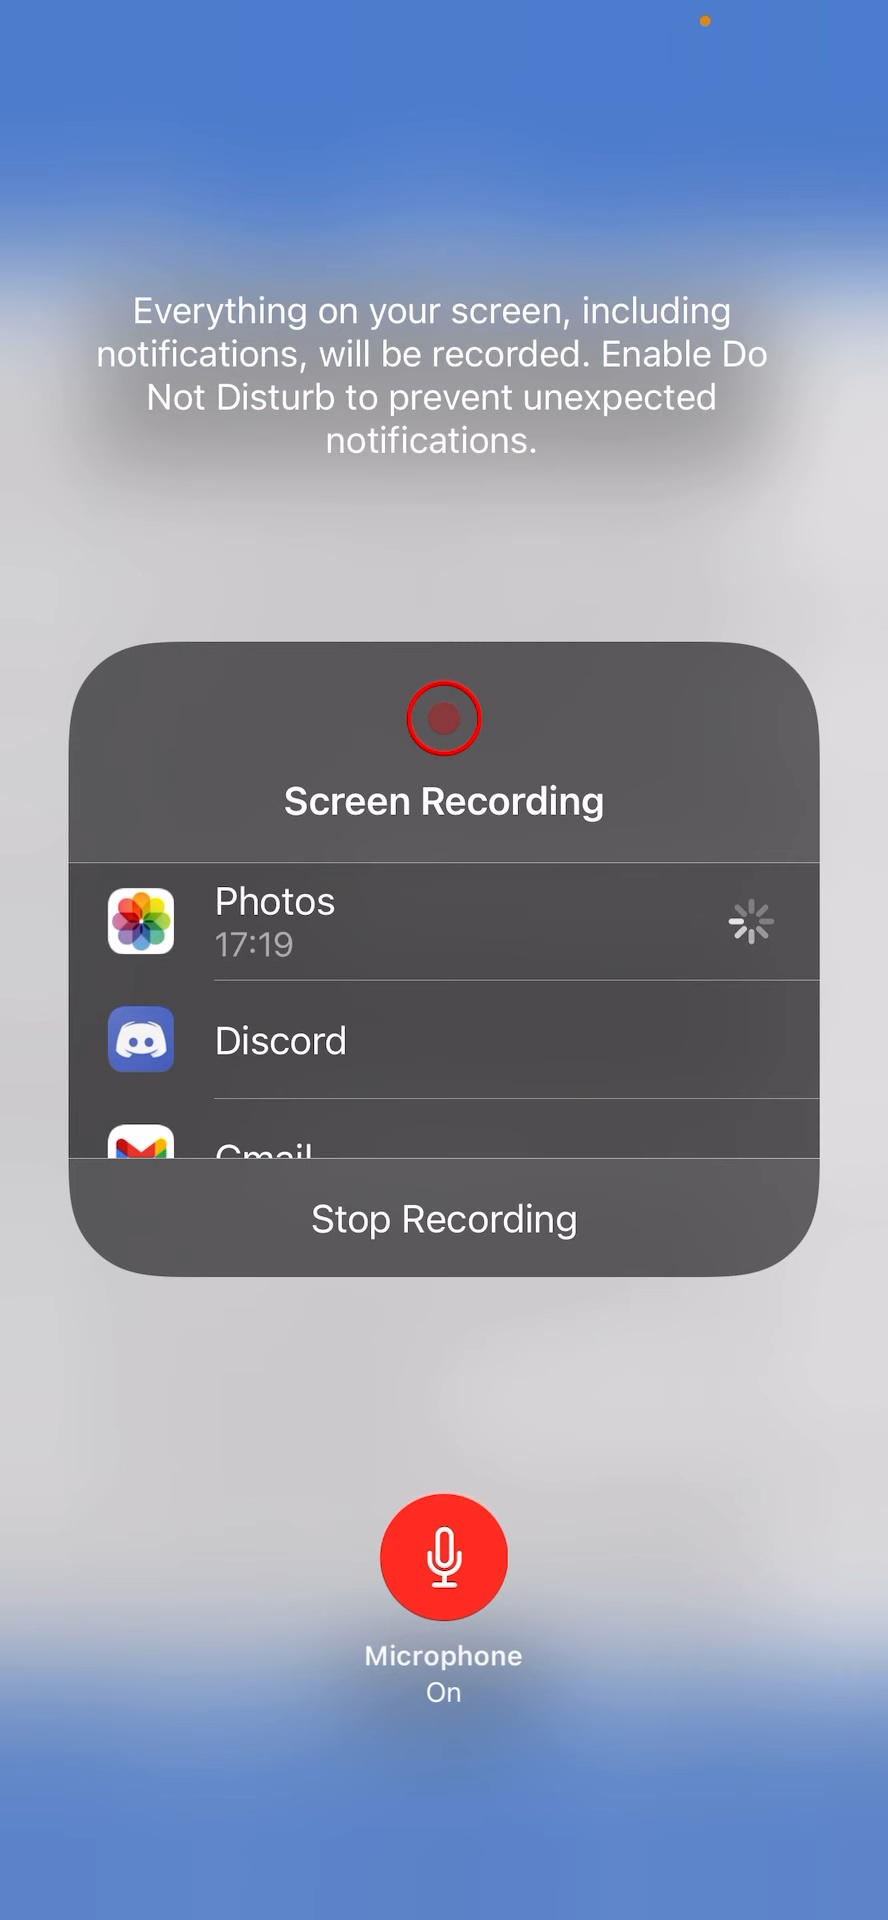 Everything on your screen, including
notifications, will be recorded. Enable Do
Not Disturb to prevent unexpected
notifications.
Screen Recording
Photos
17:19
Discord
Gmail
Stop Recording
Microphone
On